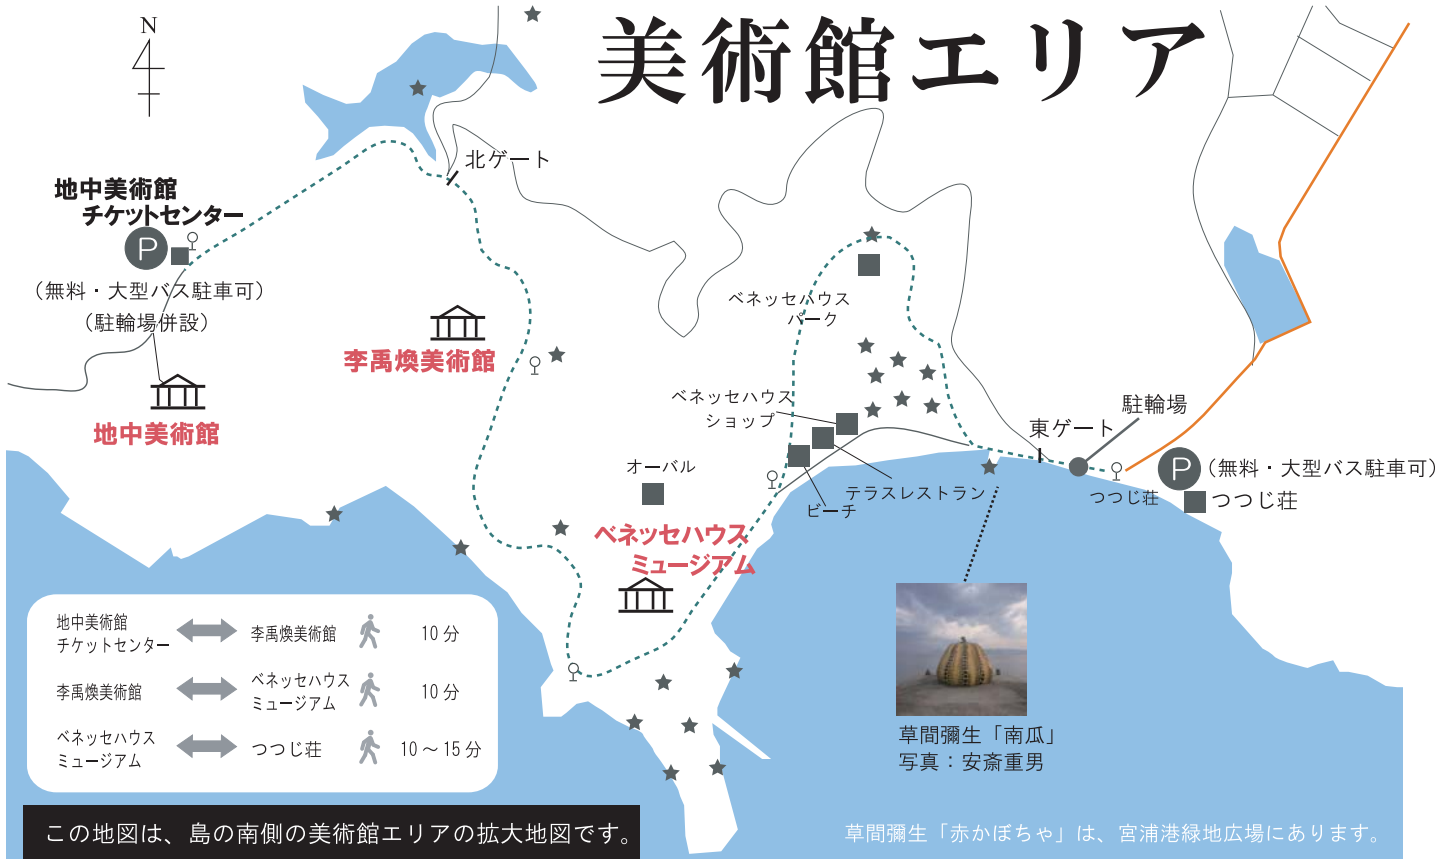 美術館エリア
N
北ゲート
地中美術館
チケットセンター
P
（無料・大型バス駐車可）
（駐輪場併設）
地中美術館
李禹煥美術館
ベネッセハウス
パーク
ベネッセハウス
ショップ
オーバル
テラスレストラン
ビーチ
ベネッセハウス
ミュージアム
東ゲート
駐輪場
P
（無料・大型バス駐車可）
つつじ荘
つつじ荘
地中美術館
チケットセンター
李禹煥美術館
10 分
李禹煥美術館
ベネッセハウス
ミュージアム
10 分
ベネッセハウス
ミュージアム
つつじ荘
10 ～ 15 分
草間彌生「南瓜」
写真：安斎重男
この地図は、島の南側の美術館エリアの拡大地図です。
草間彌生「赤かぼちゃ」は、宮浦港緑地広場にあります。